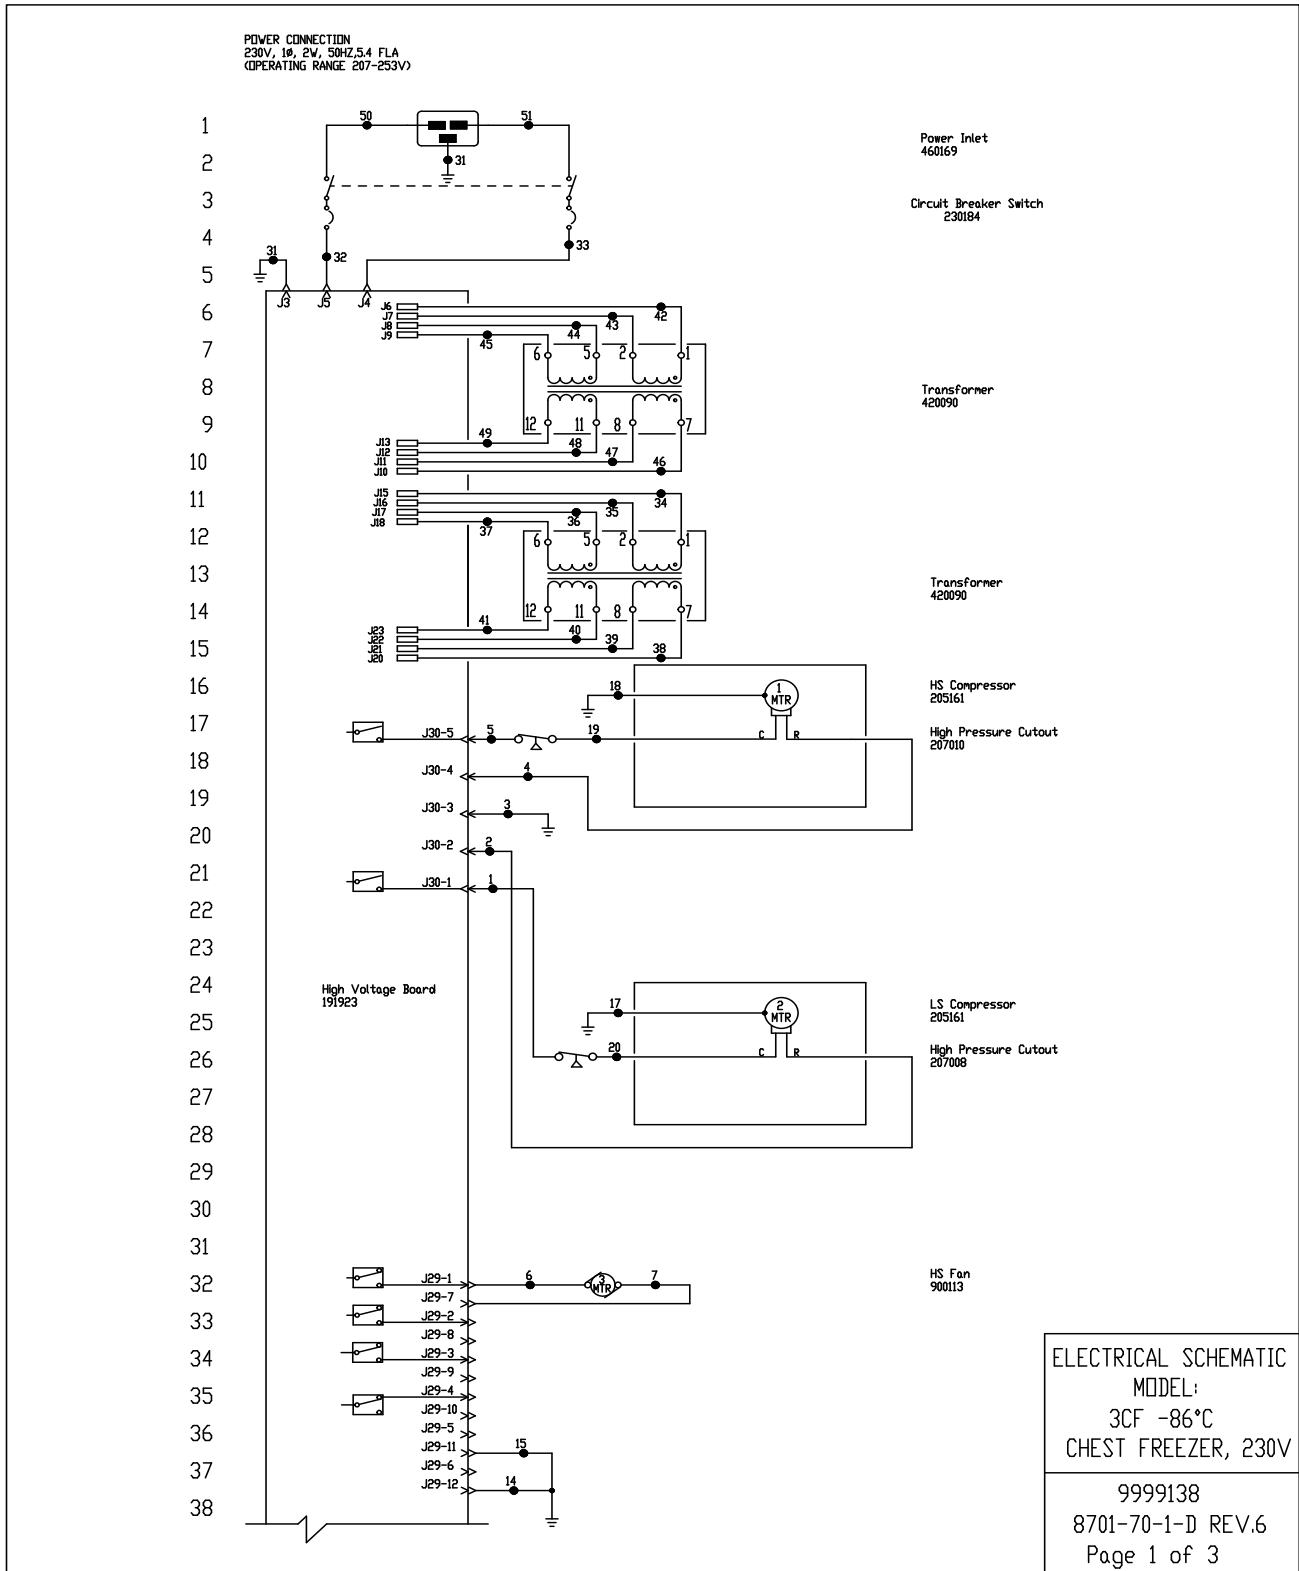 POWER CONNECTION
230V, 1ø, 2W, 50HZ,5.4 FLA
(OPERATING RANGE 207-253V)
1
50
51
Power Inlet
460169
2
31
3
Circuit Breaker Switch
230184
4
33
31
32
5
J3
J5
J4
6
J6
J7
J8
J9
42
43
44
45
7
6
5
2
1
8
Transformer
420090
9
12
11
8
7
J13
J12
J11
J10
49
48
47
46
10
11
J15
J16
J17
J18
34
35
36
37
12
6
5
2
1
13
Transformer
420090
14
12
11
8
7
J23
J22
J21
J20
41
40
39
38
15
16
18
1
MTR
HS Compressor
205161
17
J30-5
5
19
C
R
High Pressure Cutout
207010
18
J30-4
4
19
J30-3
3
20
J30-2
2
21
J30-1
1
22
23
24
High Voltage Board
191923
17
2
MTR
LS Compressor
205161
25
26
20
C
R
High Pressure Cutout
207008
27
28
29
30
31
32
J29-1
6
3
MTR
7
HS Fan
900113
J29-7
33
J29-2
J29-8
34
J29-3
J29-9
35
J29-4
J29-10
36
J29-5
J29-11
15
37
J29-6
J29-12
14
38
ELECTRICAL SCHEMATIC
MODEL:
3CF -86°C
CHEST FREEZER, 230V
9999138
8701-70-1-D REV.6
Page 1 of 3